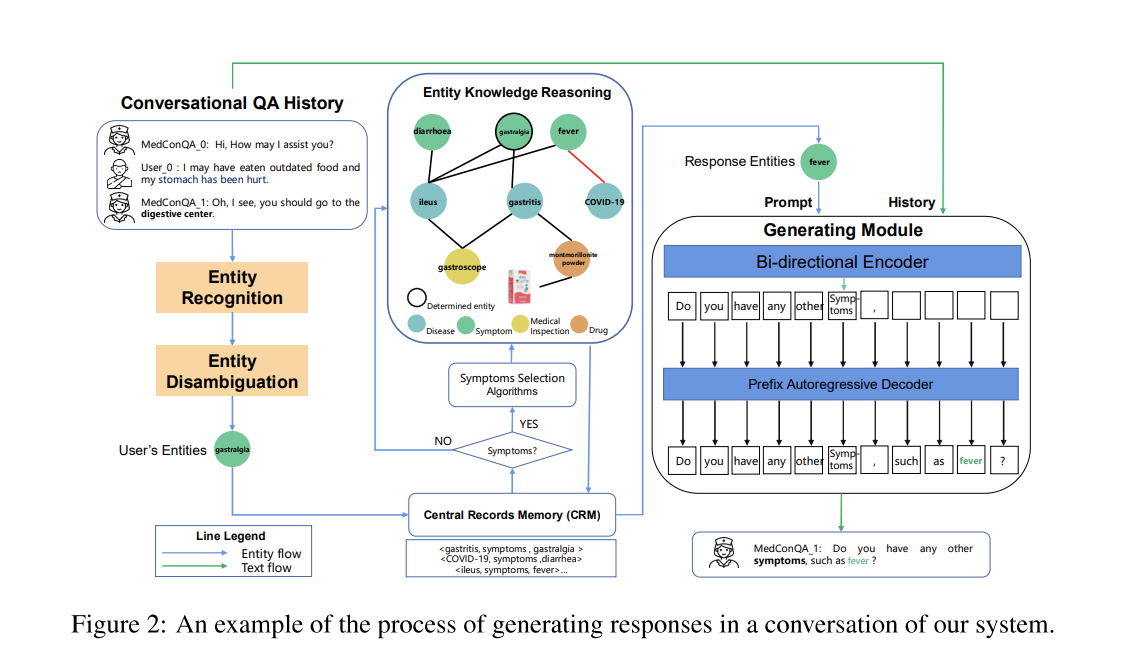 Conversational QA History
MedConQA_0: Hi, How may I assist you?
User_0 : I may have eaten outdated food and
my stomach has been hurt.
MedConQA_1: Oh, I see, you should go to the
digestive center.
Entity
Recognition
Entity
Disambiguation
User's Entities
gastralgia
Line Legend
Entity flow
Text flow
Entity Knowledge Reasoning
diarrhoea
gastralgia
fever
ileus
gastritis
COVID-19
gastroscope
montmorillonite
powder
Determined entity
Disease
Symptom
Medical
Inspection
Drug
Symptoms Selection
Algorithms
YES
NO
Symptoms?
Central Records Memory (CRM)
<gastritis, symptoms , gastralgia >
<COVID-19, symptoms ,diarrhea>
<ileus, symptoms, fever>...
Response Entities
fever
Prompt
History
Generating Module
Bi-directional Encoder
Do you have any other Symp-
toms ,
Prefix Autoregressive Decoder
Do you have any other Symp-
toms , such as fever ?
MedConQA_1: Do you have any other
symptoms, such as fever ?
Figure 2: An example of the process of generating responses in a conversation of our system.